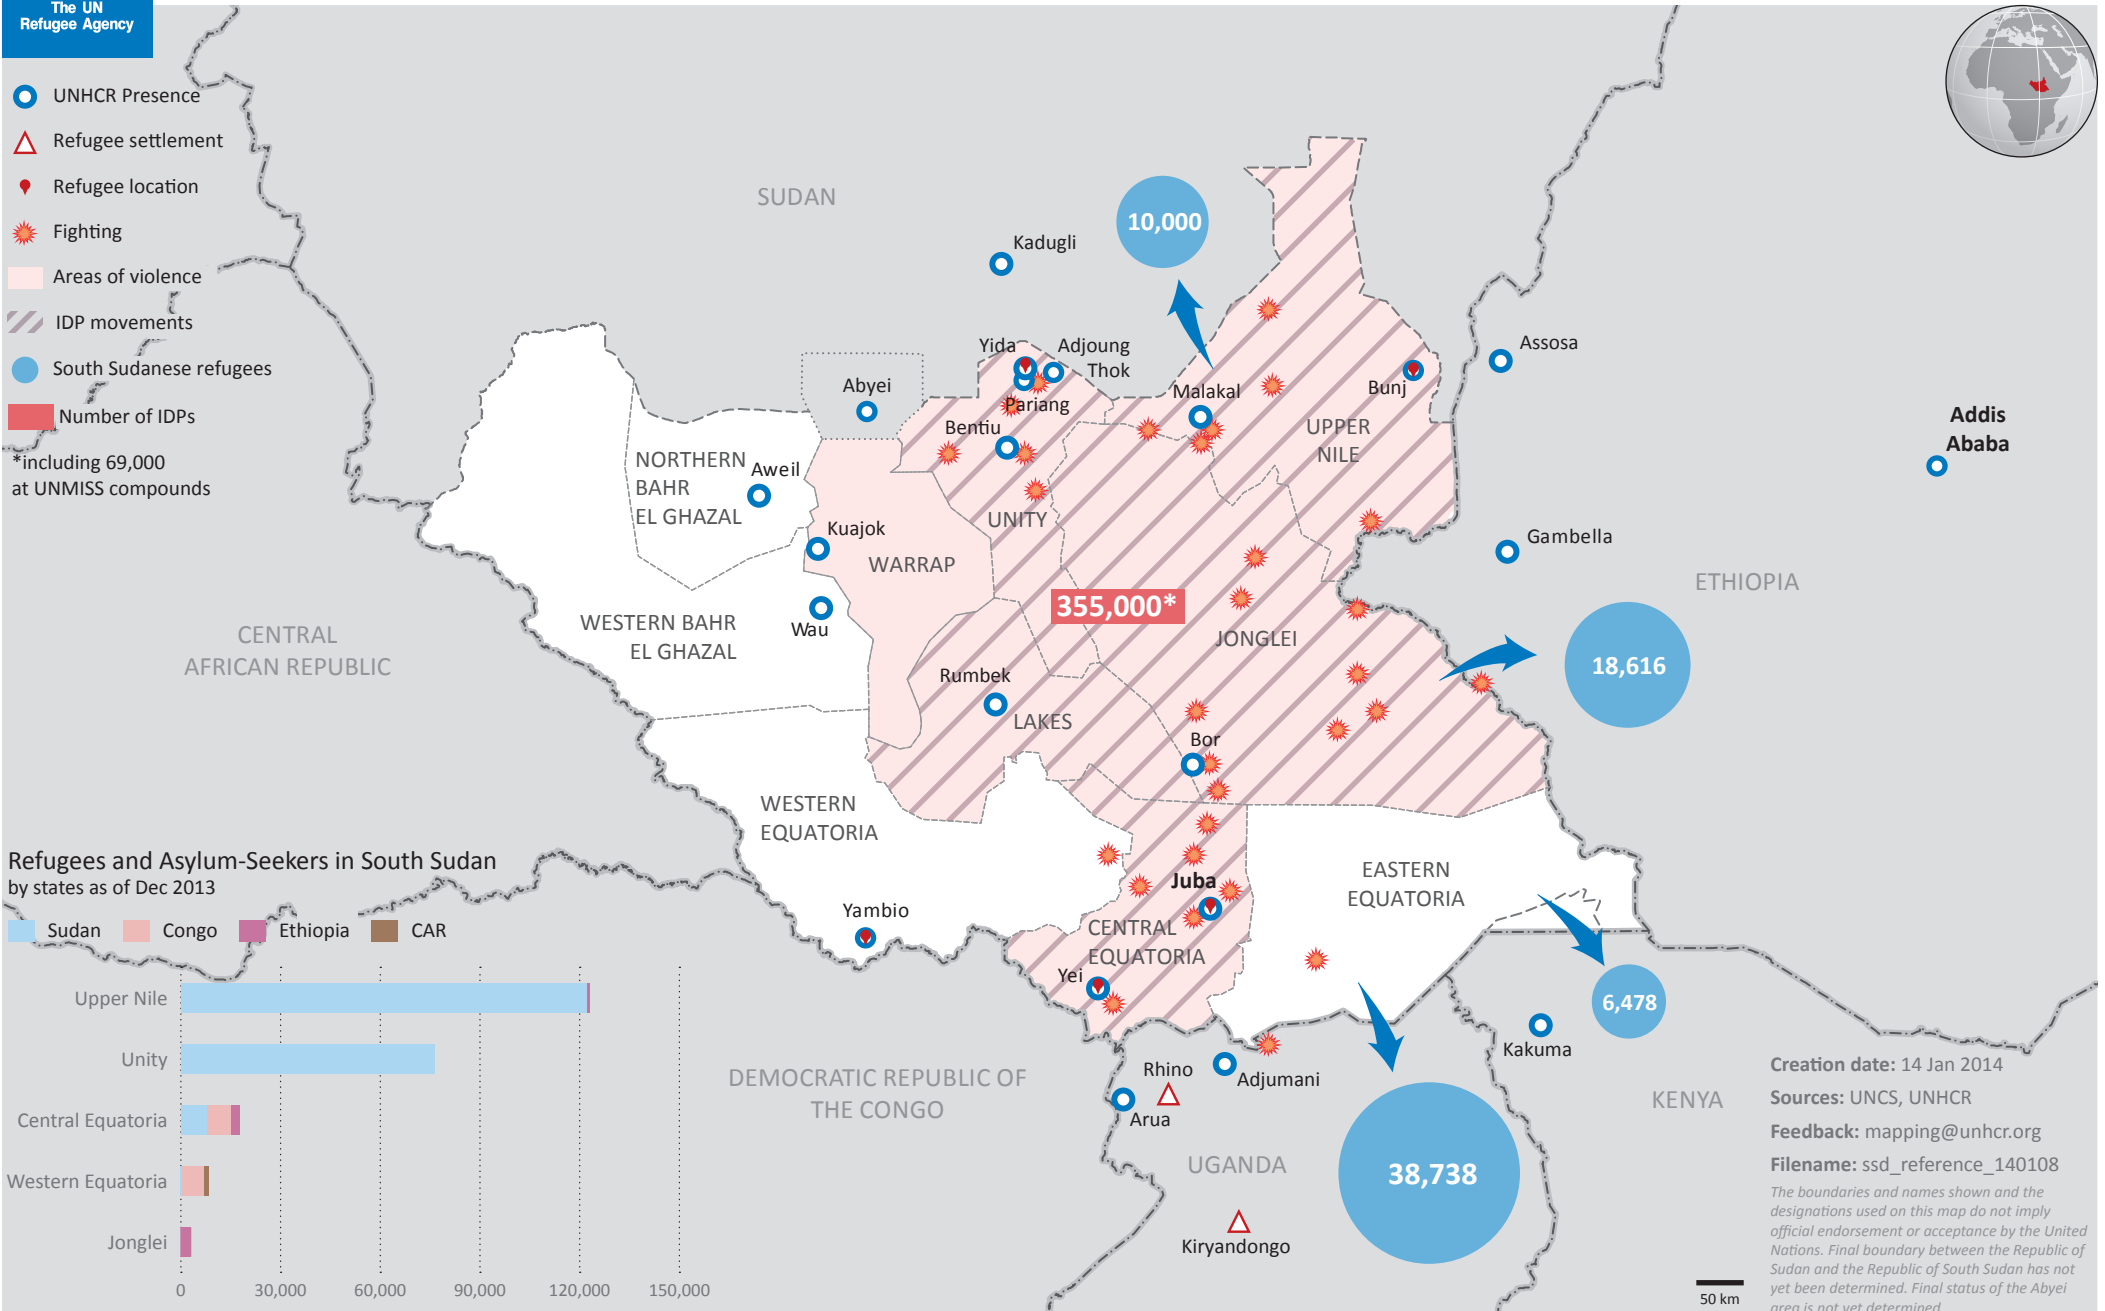 The UN
Refugee Agency
UNHCR Presence
Refugee settlement
Refugee location
Fighting
Areas of violence
IDP movements
South Sudanese refugees
Number of IDPs
*including 69,000
at UNMISS compounds
SUDAN
10,000
Kadugli
Yida
Adjoung
Thok
Pariang
Abyei
Malakal
Bunj
Assosa
Bentiu
UPPER
NILE
Addis
Ababa
NORTHERN
BAHR
EL GHAZAL
Aweil
UNITY
Kuajok
WARRAP
Gambella
ETHIOPIA
355,000*
WESTERN BAHR
EL GHAZAL
Wau
JONGLEI
CENTRAL
AFRICAN REPUBLIC
18,616
Rumbek
LAKES
Bor
WESTERN
EQUATORIA
EASTERN
EQUATORIA
Juba
Yambio
CENTRAL
EQUATORIA
Yei
6,478
Kakuma
Rhino
Adjumani
Arua
DEMOCRATIC REPUBLIC OF
THE CONGO
KENYA
UGANDA
38,738
Kiryandongo
Refugees and Asylum-Seekers in South Sudan
by states as of Dec 2013
Sudan
Congo
Ethiopia
CAR
Upper Nile
Unity
Central Equatoria
Western Equatoria
Jonglei
0
30,000
60,000
90,000
120,000
150,000
Creation date: 14 Jan 2014
Sources: UNCS, UNHCR
Feedback: mapping@unhcr.org
Filename: ssd_reference_140108
The boundaries and names shown and the
designations used on this map do not imply
official endorsement or acceptance by the United
Nations. Final boundary between the Republic of
Sudan and the Republic of South Sudan has not
yet been determined. Final status of the Abyei
area is not yet determined
50 km